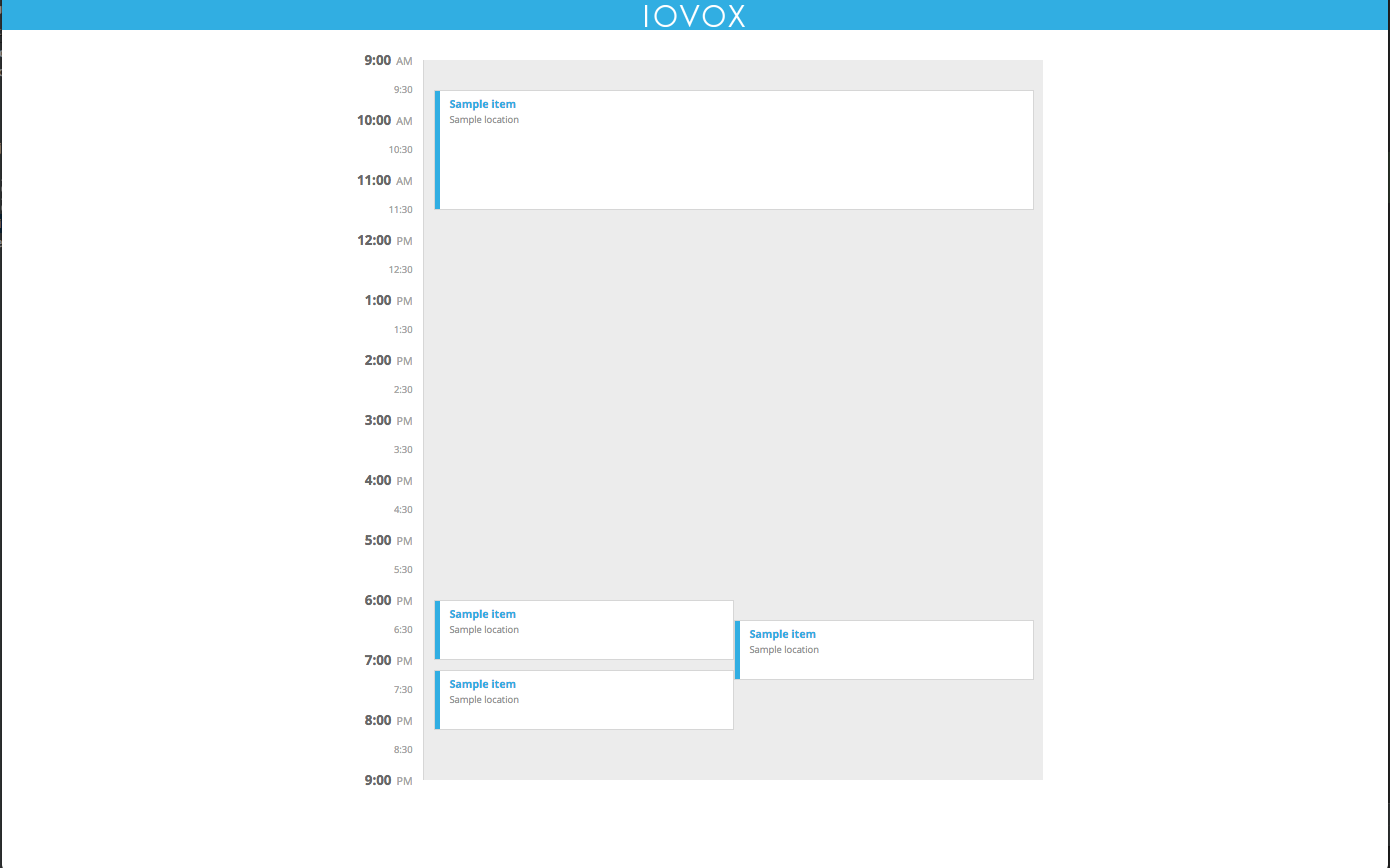 IOVOX
9:00 AM
9:30
Sample item
10:00 AM
Sample location
10:30
11:00 AM
11:30
12:00 PM
12:30
1:00 PM
1:30
2:00 PM
2:30
3:00 PM
3:30
4:00 PM
4:30
5:00 PM
5:30
6:00 PM
Sample item
6:30
Sample location
Sample item
Sample location
7:00 PM
7:30
Sample item
Sample location
8:00 PM
8:30
9:00 PM